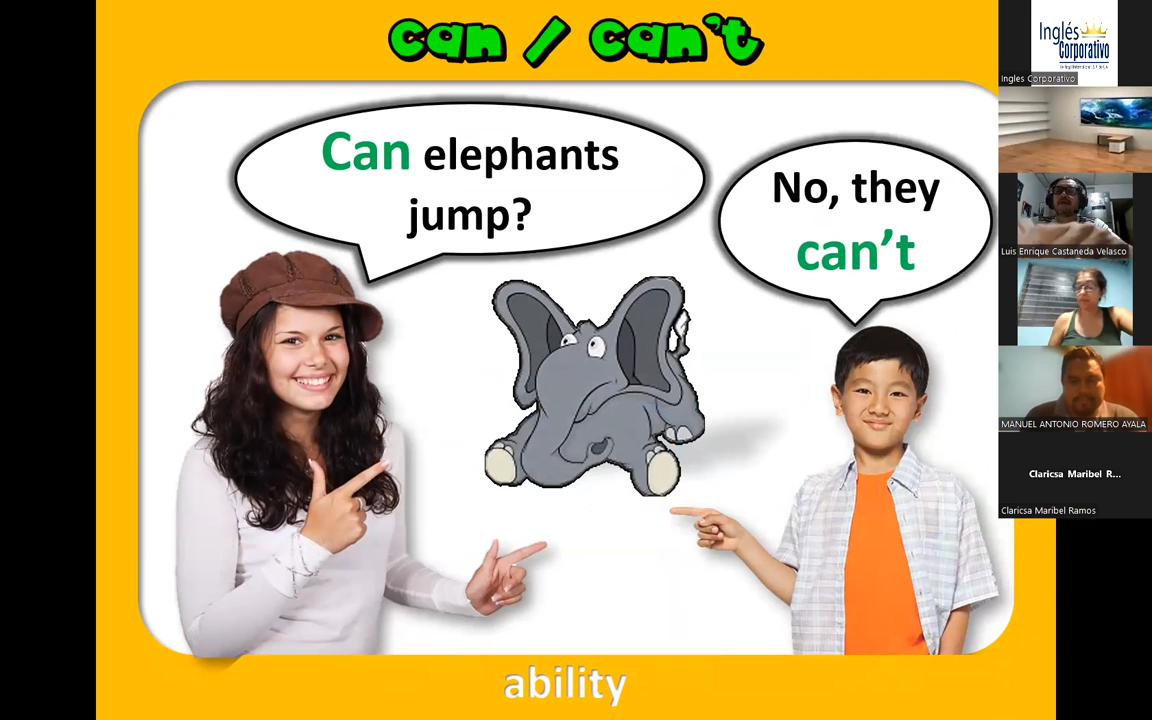 can / can't
Can elephants
jump?
No, they
can't
ability
Inglés
Corporativo
Ingles Corporativo
Luis Enrique Castaneda Velasco
MANUEL ANTONIO ROMERO AYALA
Claricsa Maribel R...
Claricsa Maribel Ramos